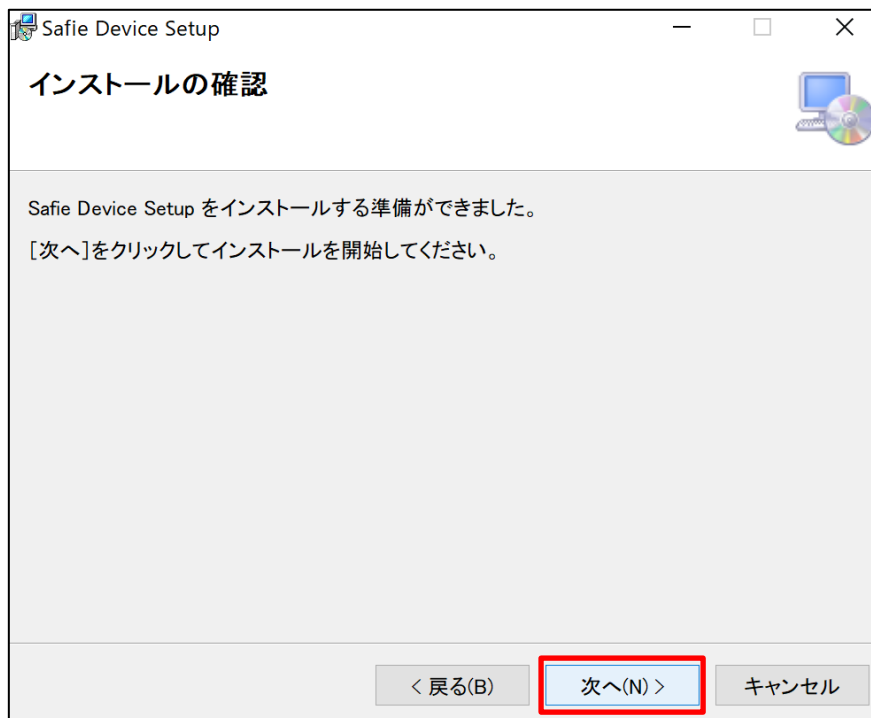 Safie Device Setup
インストールの確認
Safie Device Setup をインストールする準備ができました。
[次へ]をクリックしてインストールを開始してください。
< 戻る(B)
次へ(N) >
キャンセル